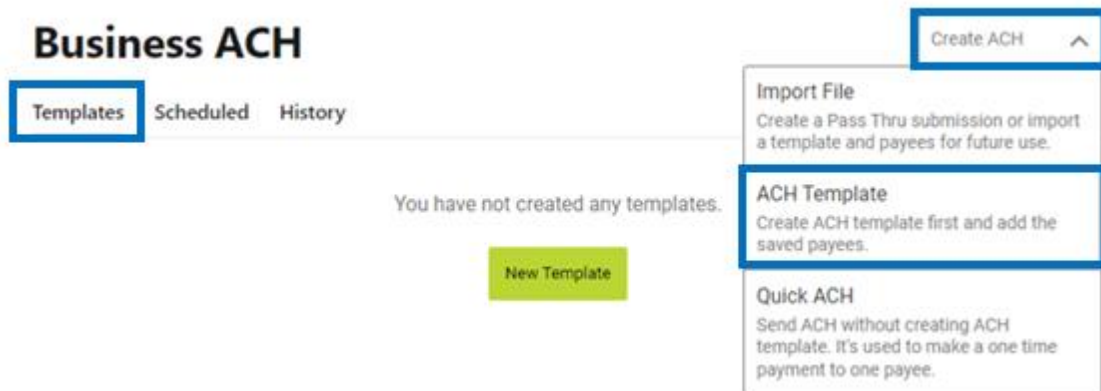 Business ACH
Create ACH
Templates Scheduled History
Import File
Create a Pass Thru submission or import
a template and payees for future use.
You have not created any templates.
New Template
ACH Template
Create ACH template first and add the
saved payees.
Quick ACH
Send ACH without creating ACH
template. It's used to make a one time
payment to one payee.